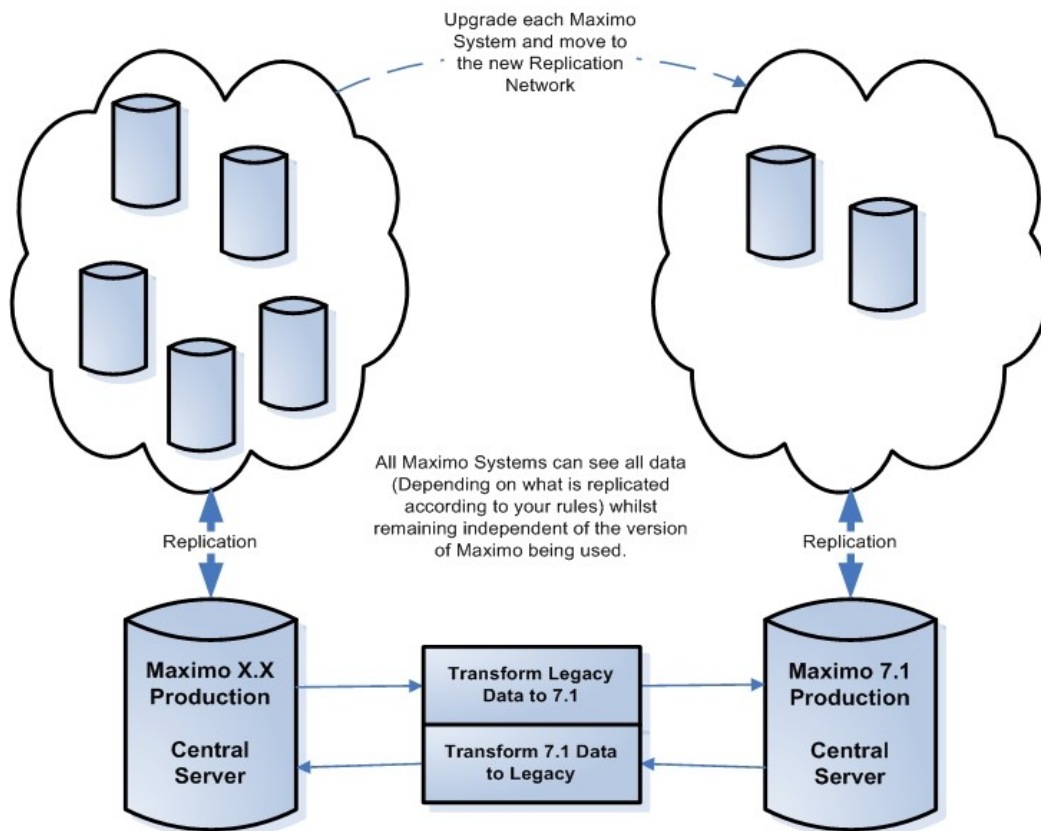 Upgrade each Maximo
System and move to
the new Replication
Network
All Maximo Systems can see all data
(Depending on what is replicated
according to your rules) whilst
remaining independent of the version
of Maximo being used.
Replication
Replication
Maximo X.X
Production
Central
Server
Transform Legacy
Data to 7.1
Transform 7.1 Data
to Legacy
Maximo 7.1
Production
Central
Server